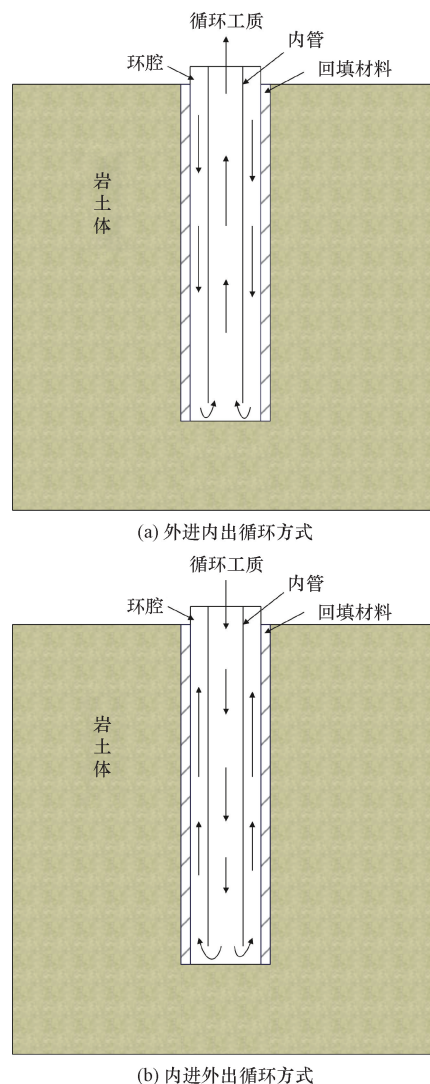 循环工质
内管
环腔
回填材料
岩土体
(a) 外进内出循环方式
循环工质
内管
环腔
回填材料
岩土体
(b) 内进外出循环方式